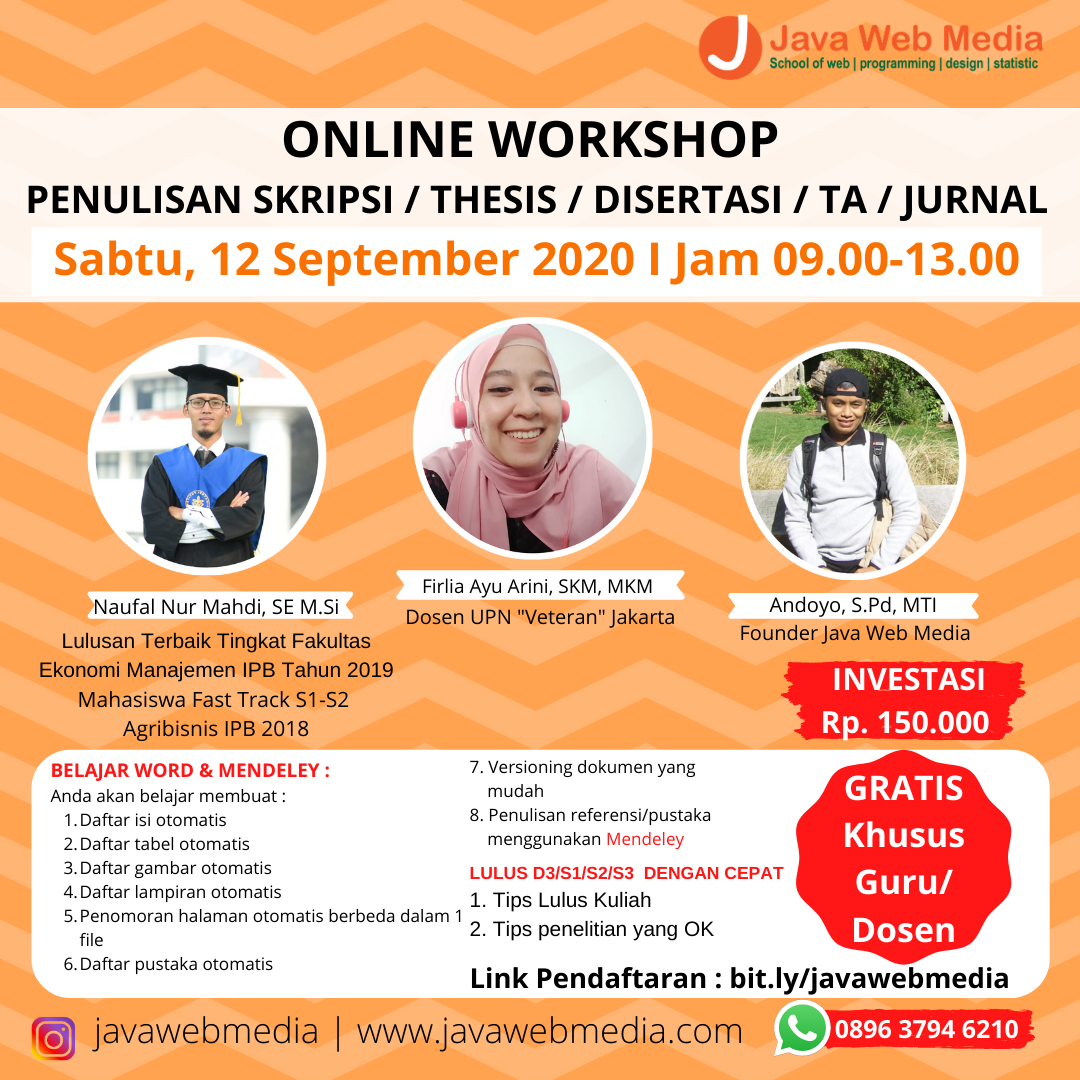 Java Web Media
School of web | programming | design | statistic
ONLINE WORKSHOP
PENULISAN SKRIPSI / THESIS / DISERTASI / TA / JURNAL
Sabtu, 12 September 2020 I Jam 09.00-13.00
Naufal Nur Mahdi, SE M.Si
Lulusan Terbaik Tingkat Fakultas
Ekonomi Manajemen IPB Tahun 2019
Mahasiswa Fast Track S1-S2
Agribisnis IPB 2018
Firlia Ayu Arini, SKM, MKM
Dosen UPN "Veteran" Jakarta
Andoyo, S.Pd, MTI
Founder Java Web Media
INVESTASI
Rp. 150.000
BELAJAR WORD & MENDELEY :
Anda akan belajar membuat :
1. Daftar isi otomatis
2. Daftar tabel otomatis
3. Daftar gambar otomatis
4. Daftar lampiran otomatis
5. Penomoran halaman otomatis berbeda dalam 1
file
6. Daftar pustaka otomatis
7. Versioning dokumen yang
mudah
8. Penulisan referensi/pustaka
menggunakan Mendeley
LULUS D3/S1/S2/S3 DENGAN CEPAT
1. Tips Lulus Kuliah
2. Tips penelitian yang OK
GRATIS
Khusus
Guru/
Dosen
Link Pendaftaran : bit.ly/javawebmedia
javawebmedia | www.javawebmedia.com
0896 3794 6210